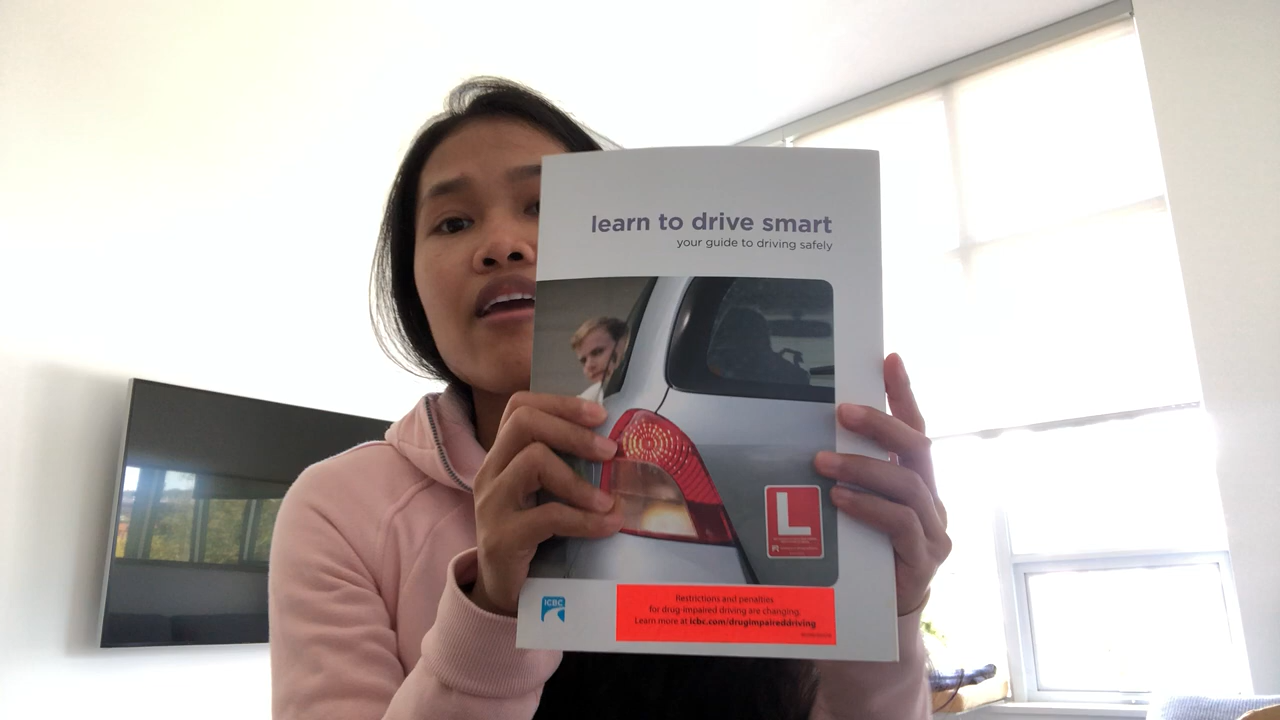 learn to drive smart
your guide to driving safely
L
ICBC
Restrictions and penalties
for drug-impaired driving are changing.
Learn more at icbc.com/drugimpaireddriving